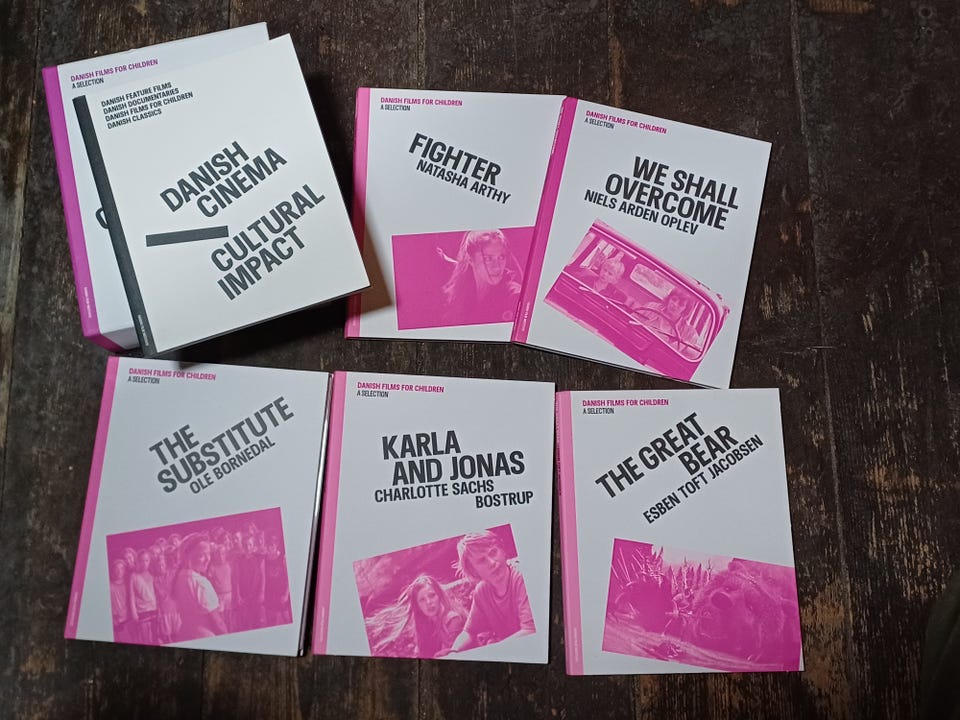 DANISH FILMS FOR CHILDREN
A SELECTION
DANISH FEATURE FILMS
DANISH DOCUMENTARIES
DANISH FILMS FOR CHILDREN
DANISH CLASSICS
DANISH
CINEMA
CULTURAL
IMPACT
DANISH FILMS FOR CHILDREN
A SELECTION
FIGHTER
NATASHA ARTHY
DANISH FILMS FOR CHILDREN
A SELECTION
WE SHALL
OVERCOME
NIELS ARDEN OPLEV
DANISH FILMS FOR CHILDREN
A SELECTION
THE
SUBSTITUTE
OLE BORNEDAL
DANISH FILMS FOR CHILDREN
A SELECTION
KARLA
AND JONAS
CHARLOTTE SACHS
BOSTRUP
DANISH FILMS FOR CHILDREN
A SELECTION
THE GREAT
BEAR
ESBEN TOFT JACOBSEN